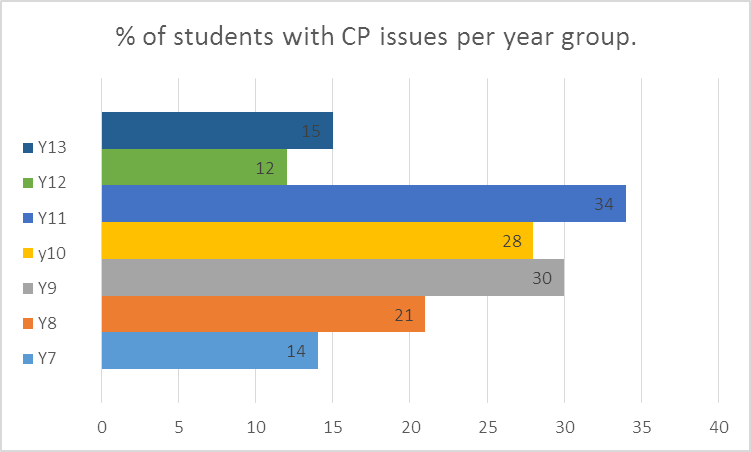 % of students with CP issues per year group.
Y13 15
Y12 12
Y11 34
y10 28
Y9 30
Y8 21
Y7 14
0 5 10 15 20 25 30 35 40